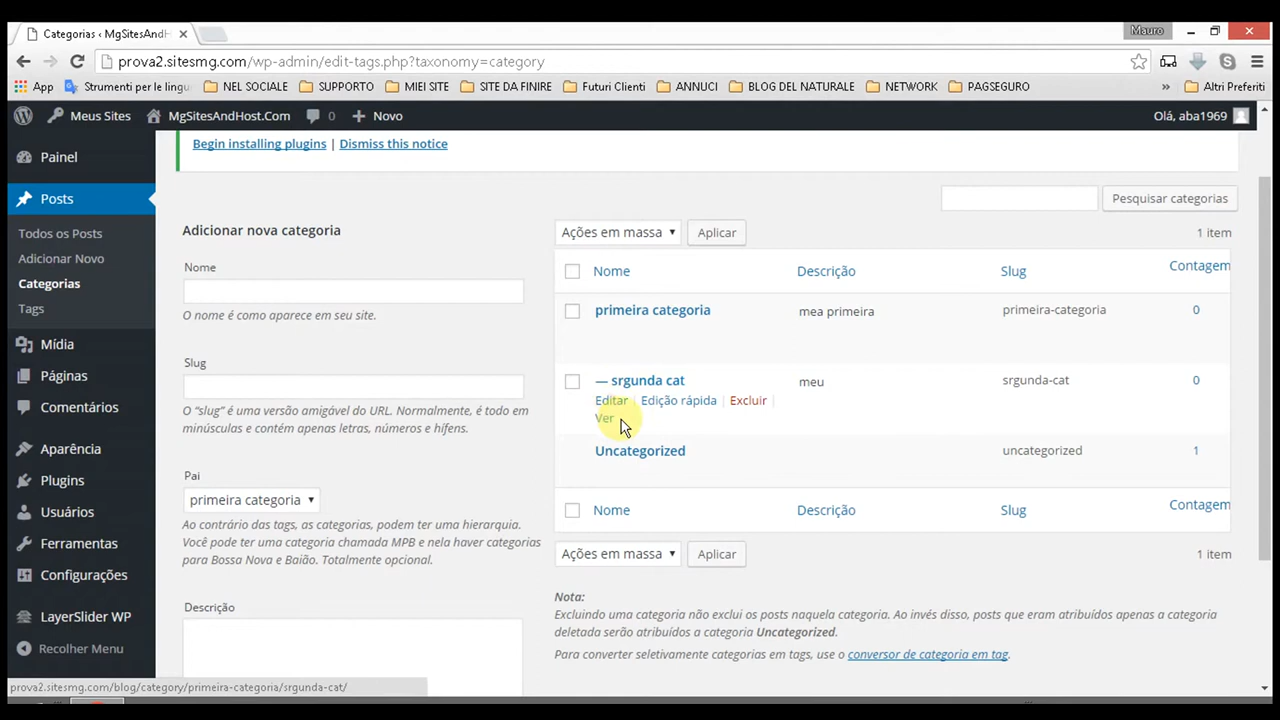 Categorias ‹ MgSitesAndH
Mauro
prova2.sitesmg.com/wp-admin/edit-tags.php?taxonomy=category
App
Strumenti per le lingu
NEL SOCIALE
SUPPORTO
MIEI SITE
SITE DA FINIRE
Futuri Clienti
ANNUCI
BLOG DEL NATURALE
NETWORK
PAGSEGURO
»
Altri Preferiti
Meus Sites
MgSitesAndHost.Com
0
Novo
Olá, aba1969
Painel
Posts
Todos os Posts
Adicionar Novo
Categorias
Tags
Mídia
Páginas
Comentários
Aparência
Plugins
Usuários
Ferramentas
Configurações
LayerSlider WP
Recolher Menu
Begin installing plugins | Dismiss this notice
Pesquisar categorias
Adicionar nova categoria
Nome
O nome é como aparece em seu site.
Slug
O “slug” é uma versão amigável do URL. Normalmente, é todo em
minúsculas e contém apenas letras, números e hífens.
Pai
primeira categoria
Ao contrário das tags, as categorias, podem ter uma hierarquia.
Você pode ter uma categoria chamada MPB e nela haver categorias
para Bossa Nova e Baião. Totalmente opcional.
Descrição
Ações em massa Aplicar 1 item
Nome Descrição Slug Contagem
primeira categoria mea primeira primeira-categoria 0
— srgunda cat meu srgunda-cat 0
Editar | Edição rápida | Excluir |
Ver
Uncategorized uncategorized 1
Nome Descrição Slug Contagem
Ações em massa Aplicar 1 item
Nota:
Excluindo uma categoria não exclui os posts naquela categoria. Ao invés disso, posts que eram atribuídos apenas a categoria
deletada serão atribuídos a categoria Uncategorized.
Para converter seletivamente categorias em tags, use o conversor de categoria em tag.
prova2.sitesmg.com/blog/category/primeira-categoria/srgunda-cat/